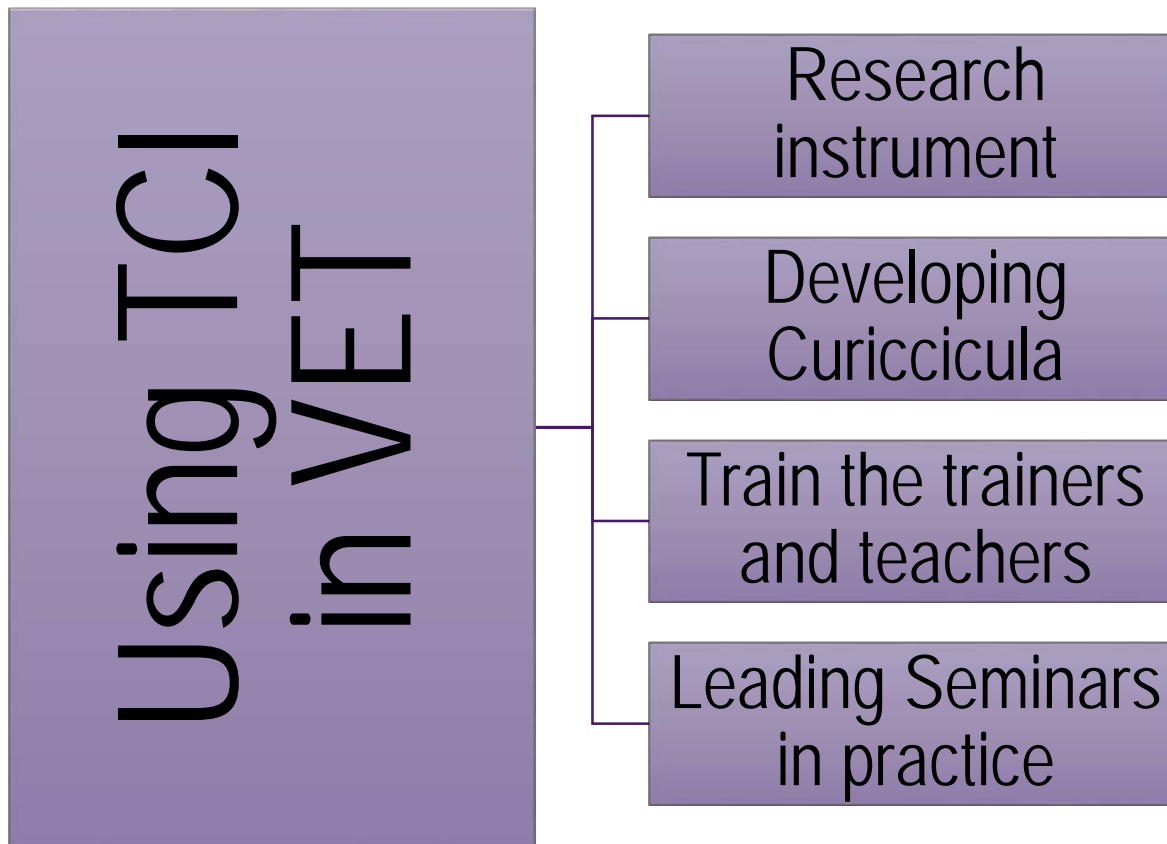 Using TCI
in VET
Research
instrument
Developing
Curiccicula
Train the trainers
and teachers
Leading Seminars
in practice